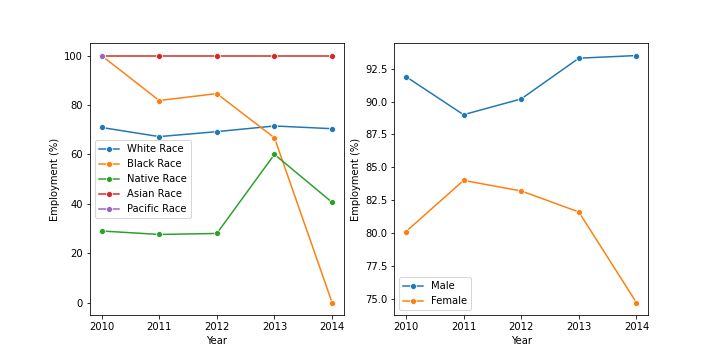 100
80
60
40
20
0
Employment (%)
White Race
Black Race
Native Race
Asian Race
Pacific Race
2010 2011 2012 2013 2014
Year
92.5
90.0
87.5
85.0
82.5
80.0
77.5
75.0
Employment (%)
Male
Female
2010 2011 2012 2013 2014
Year